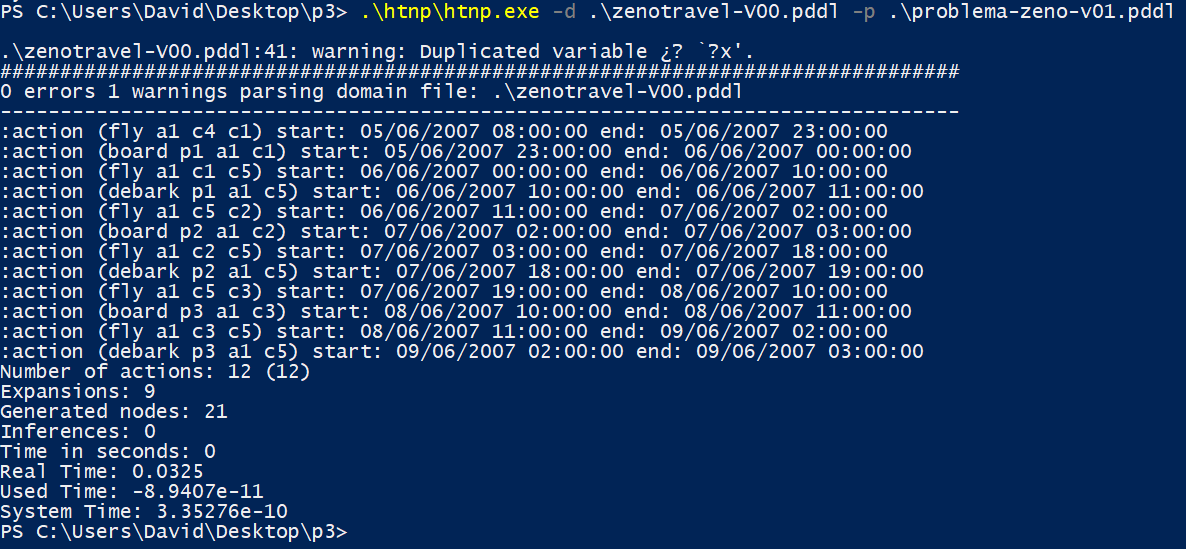 PS C:\Users\David\Desktop\p3> .\htnp\htnp.exe -d .\zenotravel-V00.pddl -p .\problema-zeno-v01.pddl
.\zenotravel-V00.pddl:41: warning: Duplicated variable ¿? `?x'.
################################################################################
0 errors 1 warnings parsing domain file: .\zenotravel-V00.pddl
--------------------------------------------------------------------------------
:action (fly a1 c4 c1) start: 05/06/2007 08:00:00 end: 05/06/2007 23:00:00
:action (board p1 a1 c1) start: 05/06/2007 23:00:00 end: 06/06/2007 00:00:00
:action (fly a1 c1 c5) start: 06/06/2007 00:00:00 end: 06/06/2007 10:00:00
:action (debark p1 a1 c5) start: 06/06/2007 10:00:00 end: 06/06/2007 11:00:00
:action (fly a1 c5 c2) start: 06/06/2007 11:00:00 end: 07/06/2007 02:00:00
:action (board p2 a1 c2) start: 07/06/2007 02:00:00 end: 07/06/2007 03:00:00
:action (fly a1 c2 c5) start: 07/06/2007 03:00:00 end: 07/06/2007 18:00:00
:action (debark p2 a1 c5) start: 07/06/2007 18:00:00 end: 07/06/2007 19:00:00
:action (fly a1 c5 c3) start: 07/06/2007 19:00:00 end: 08/06/2007 10:00:00
:action (board p3 a1 c3) start: 08/06/2007 10:00:00 end: 08/06/2007 11:00:00
:action (fly a1 c3 c5) start: 08/06/2007 11:00:00 end: 09/06/2007 02:00:00
:action (debark p3 a1 c5) start: 09/06/2007 02:00:00 end: 09/06/2007 03:00:00
Number of actions: 12 (12)
Expansions: 9
Generated nodes: 21
Inferences: 0
Time in seconds: 0
Real Time: 0.0325
Used Time: -8.9407e-11
System Time: 3.35276e-10
PS C:\Users\David\Desktop\p3>